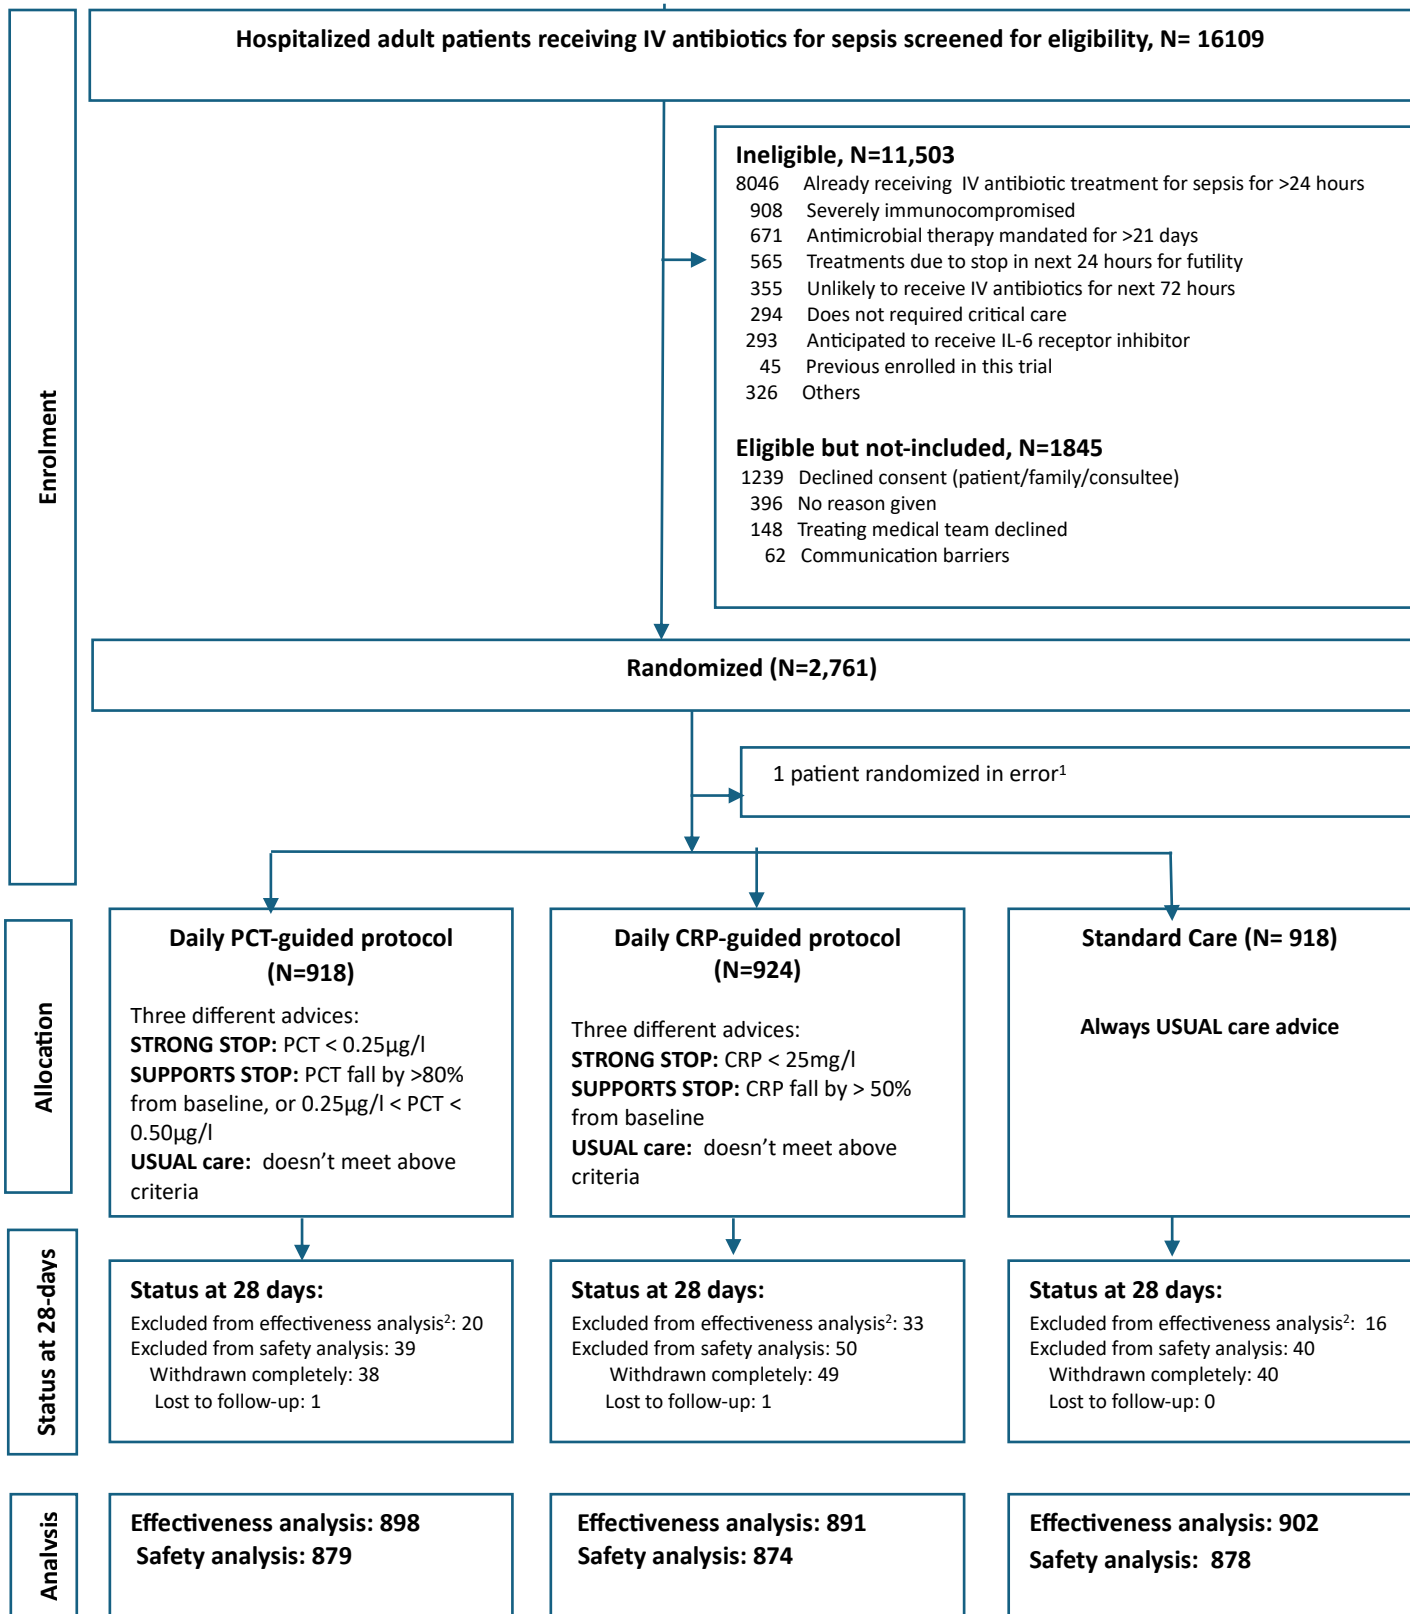 Enrolment
Hospitalized adult patients receiving IV antibiotics for sepsis screened for eligibility, N= 16109
Ineligible, N=11,503
8046 Already receiving IV antibiotic treatment for sepsis for >24 hours
908 Severely immunocompromised
671 Antimicrobial therapy mandated for >21 days
565 Treatments due to stop in next 24 hours for futility
355 Unlikely to receive IV antibiotics for next 72 hours
294 Does not required critical care
293 Anticipated to receive IL-6 receptor inhibitor
45 Previous enrolled in this trial
326 Others
Eligible but not-included, N=1845
1239 Declined consent (patient/family/consultee)
396 No reason given
148 Treating medical team declined
62 Communication barriers
Randomized (N=2,761)
1 patient randomized in error¹
Allocation
Daily PCT-guided protocol
(N=918)
Three different advices:
STRONG STOP: PCT < 0.25µg/l
SUPPORTS STOP: PCT fall by >80%
from baseline, or 0.25µg/l < PCT <
0.50µg/l
USUAL care: doesn’t meet above
criteria
Daily CRP-guided protocol
(N=924)
Three different advices:
STRONG STOP: CRP < 25mg/l
SUPPORTS STOP: CRP fall by > 50%
from baseline
USUAL care: doesn’t meet above
criteria
Standard Care (N= 918)
Always USUAL care advice
Status at 28-days
Status at 28 days:
Excluded from effectiveness analysis²: 20
Excluded from safety analysis: 39
Withdrawn completely: 38
Lost to follow-up: 1
Status at 28 days:
Excluded from effectiveness analysis²: 33
Excluded from safety analysis: 50
Withdrawn completely: 49
Lost to follow-up: 1
Status at 28 days:
Excluded from effectiveness analysis²: 16
Excluded from safety analysis: 40
Withdrawn completely: 40
Lost to follow-up: 0
Analysis
Effectiveness analysis: 898
Safety analysis: 879
Effectiveness analysis: 891
Safety analysis: 874
Effectiveness analysis: 902
Safety analysis: 878